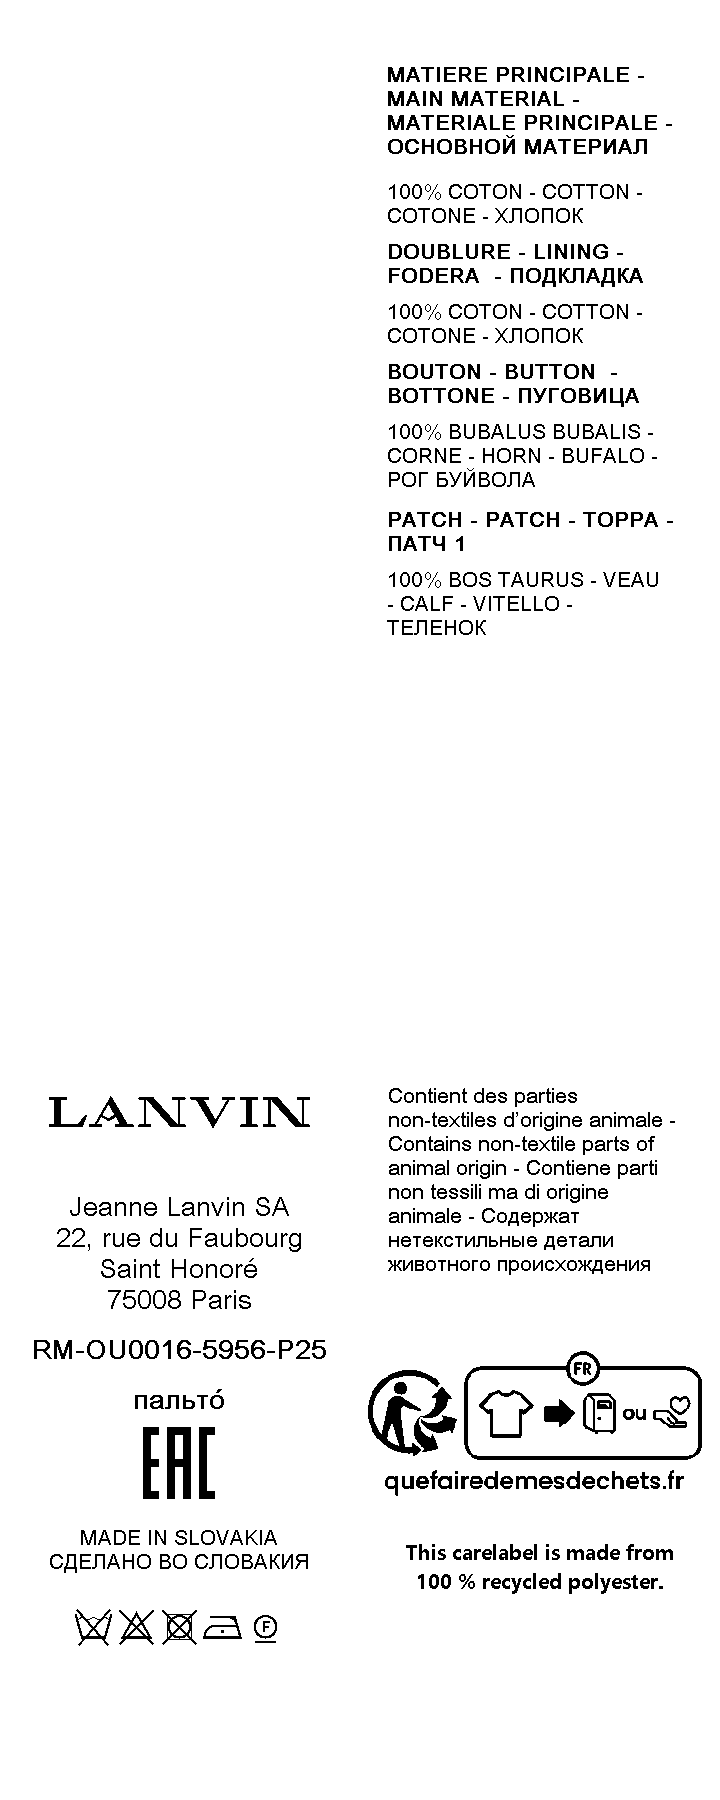 MATIERE PRINCIPALE -
MAIN MATERIAL -
MATERIALE PRINCIPALE -
ОСНОВНОЙ МАТЕРИАЛ
100% COTON - COTTON -
COTONE - ХЛОПОК
DOUBLURE - LINING -
FODERA - ПОДКЛАДКА
100% COTON - COTTON -
COTONE - ХЛОПОК
BOUTON - BUTTON -
BOTTONE - ПУГОВИЦА
100% BUBALUS BUBALIS -
CORNE - HORN - BUFALO -
РОГ БУЙВОЛА
PATCH - PATCH - TOPPA -
ПАТЧ 1
100% BOS TAURUS - VEAU
- CALF - VITELLO -
ТЕЛЕНОК
LANVIN
Jeanne Lanvin SA
22, rue du Faubourg
Saint Honoré
75008 Paris
RM-OU0016-5956-P25
пальтó
EAC
MADE IN SLOVAKIA
СДЕЛАНО ВО СЛОВАКИЯ
F
Contient des parties
non-textiles d'origine animale -
Contains non-textile parts of
animal origin - Contiene parti
non tessili ma di origine
animale - Содержат
нетекстильные детали
животного происхождения
FR
ou
quefairedemesdechets.fr
This carelabel is made from
100 % recycled polyester.